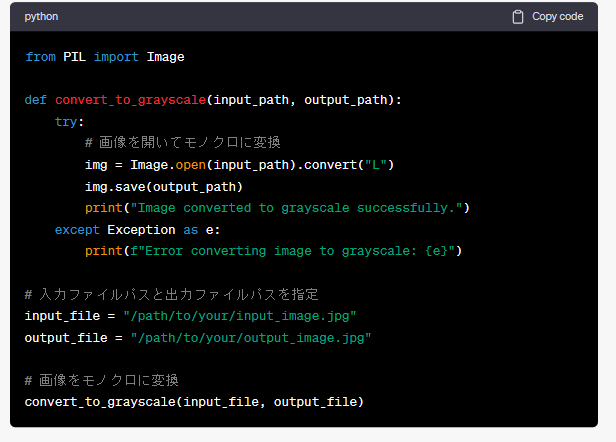 python
Copy code
from PIL import Image
def convert_to_grayscale(input_path, output_path):
    try:
        # 画像を開いてモノクロに変換
        img = Image.open(input_path).convert("L")
        img.save(output_path)
        print("Image converted to grayscale successfully.")
    except Exception as e:
        print(f"Error converting image to grayscale: {e}")
# 入力ファイルパスと出力ファイルパスを指定
input_file = "/path/to/your/input_image.jpg"
output_file = "/path/to/your/output_image.jpg"
# 画像をモノクロに変換
convert_to_grayscale(input_file, output_file)